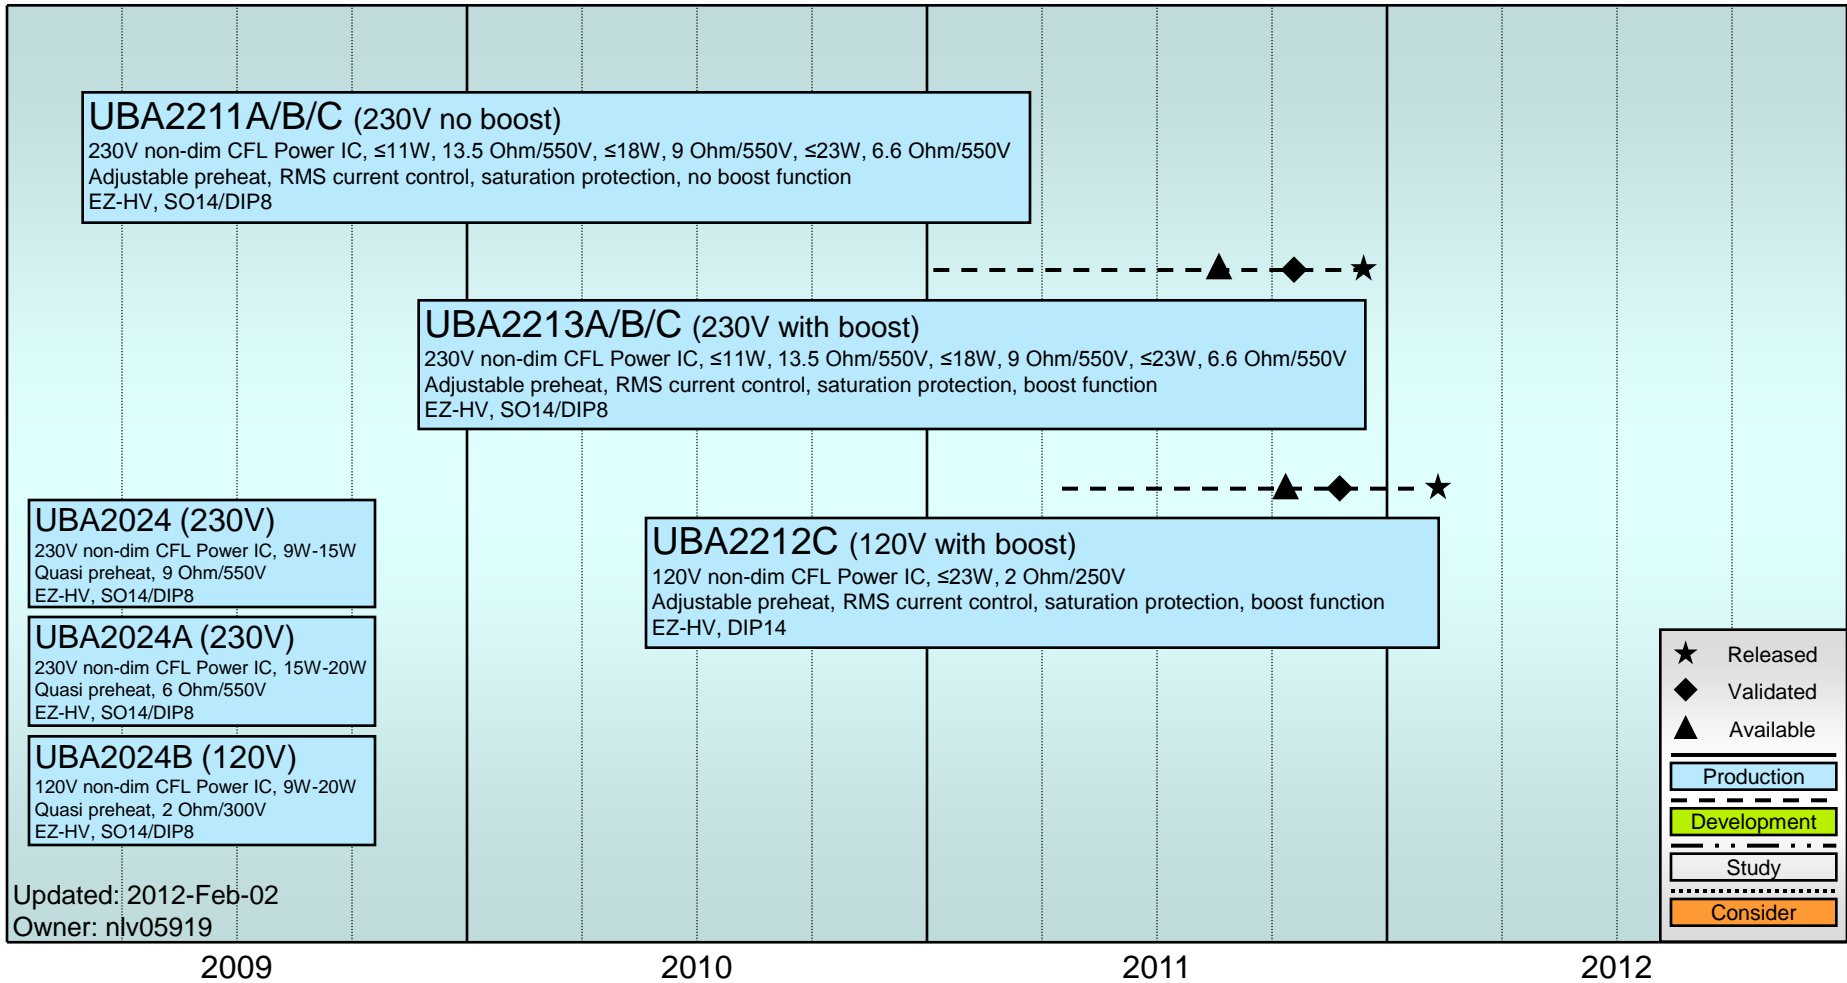 UBA2211A/B/C (230V no boost)
230V non-dim CFL Power IC, ≤11W, 13.5 Ohm/550V, ≤18W, 9 Ohm/550V, ≤23W, 6.6 Ohm/550V
Adjustable preheat, RMS current control, saturation protection, no boost function
EZ-HV, SO14/DIP8
UBA2213A/B/C (230V with boost)
230V non-dim CFL Power IC, ≤11W, 13.5 Ohm/550V, ≤18W, 9 Ohm/550V, ≤23W, 6.6 Ohm/550V
Adjustable preheat, RMS current control, saturation protection, boost function
EZ-HV, SO14/DIP8
UBA2024 (230V)
230V non-dim CFL Power IC, 9W-15W
Quasi preheat, 9 Ohm/550V
EZ-HV, SO14/DIP8
UBA2212C (120V with boost)
120V non-dim CFL Power IC, ≤23W, 2 Ohm/250V
Adjustable preheat, RMS current control, saturation protection, boost function
EZ-HV, DIP14
UBA2024A (230V)
230V non-dim CFL Power IC, 15W-20W
Quasi preheat, 6 Ohm/550V
EZ-HV, SO14/DIP8
UBA2024B (120V)
120V non-dim CFL Power IC, 9W-20W
Quasi preheat, 2 Ohm/300V
EZ-HV, SO14/DIP8
Released
Validated
Available
Production
Development
Study
Consider
Updated: 2012-Feb-02
Owner: nlv05919
2009
2010
2011
2012